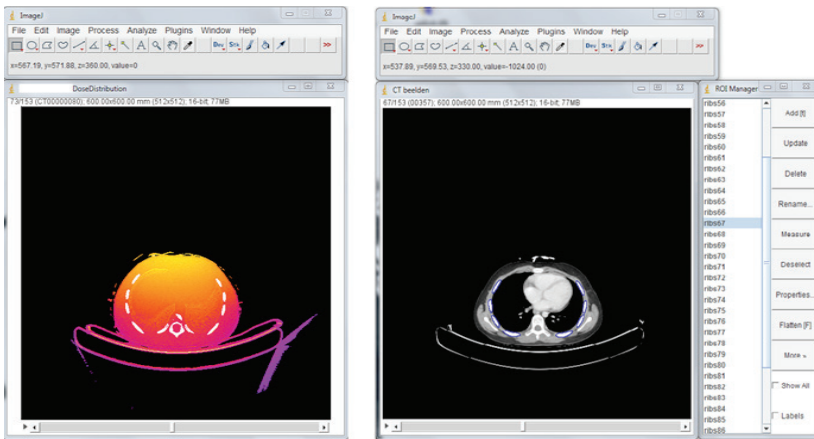 ImageJ
File Edit Image Process Analyze Plugins Window Help
Dev Stk >>
x=567.19, y=571.88, z=360.00, value=0
DoseDistribution
73/153 (CT00000080); 600.00x600.00 mm (512x512); 16-bit; 77MB
ImageJ
File Edit Image Process Analyze Plugins Window Help
Dev Stk >>
x=537.89, y=569.53, z=330.00, value=-1024.00 (0)
CT beelden
67/153 (00357); 600.00x600.00 mm (512x512); 16-bit; 77MB
ROI Manager
ribs56
ribs57
ribs58
ribs59
ribs60
ribs61
ribs62
ribs63
ribs64
ribs65
ribs66
ribs67
ribs68
ribs69
ribs70
ribs71
ribs72
ribs73
ribs74
ribs75
ribs76
ribs77
ribs78
ribs79
ribs80
ribs81
ribs82
ribs83
ribs84
ribs85
ribs86
Add [t]
Update
Delete
Rename...
Measure
Deselect
Properties...
Flatten [F]
More »
Show All
Labels